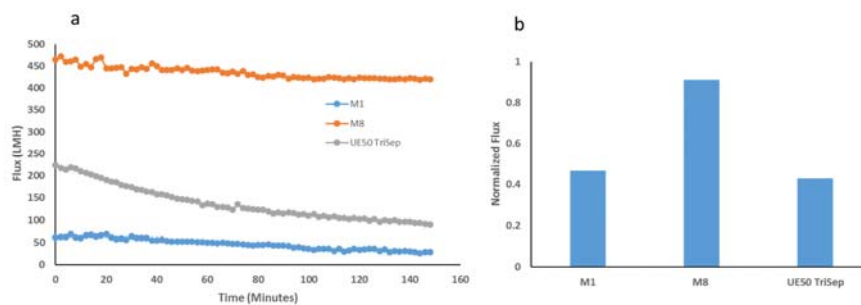 a
500
450
400
350
300
250
200
150
100
50
0
Flux (LMH)
M1
M8
UE50 TriSep
0 20 40 60 80 100 120 140 160
Time (Minutes)
b
1
0.8
0.6
0.4
0.2
0
Normalized Flux
M1 M8 UE50 TriSep